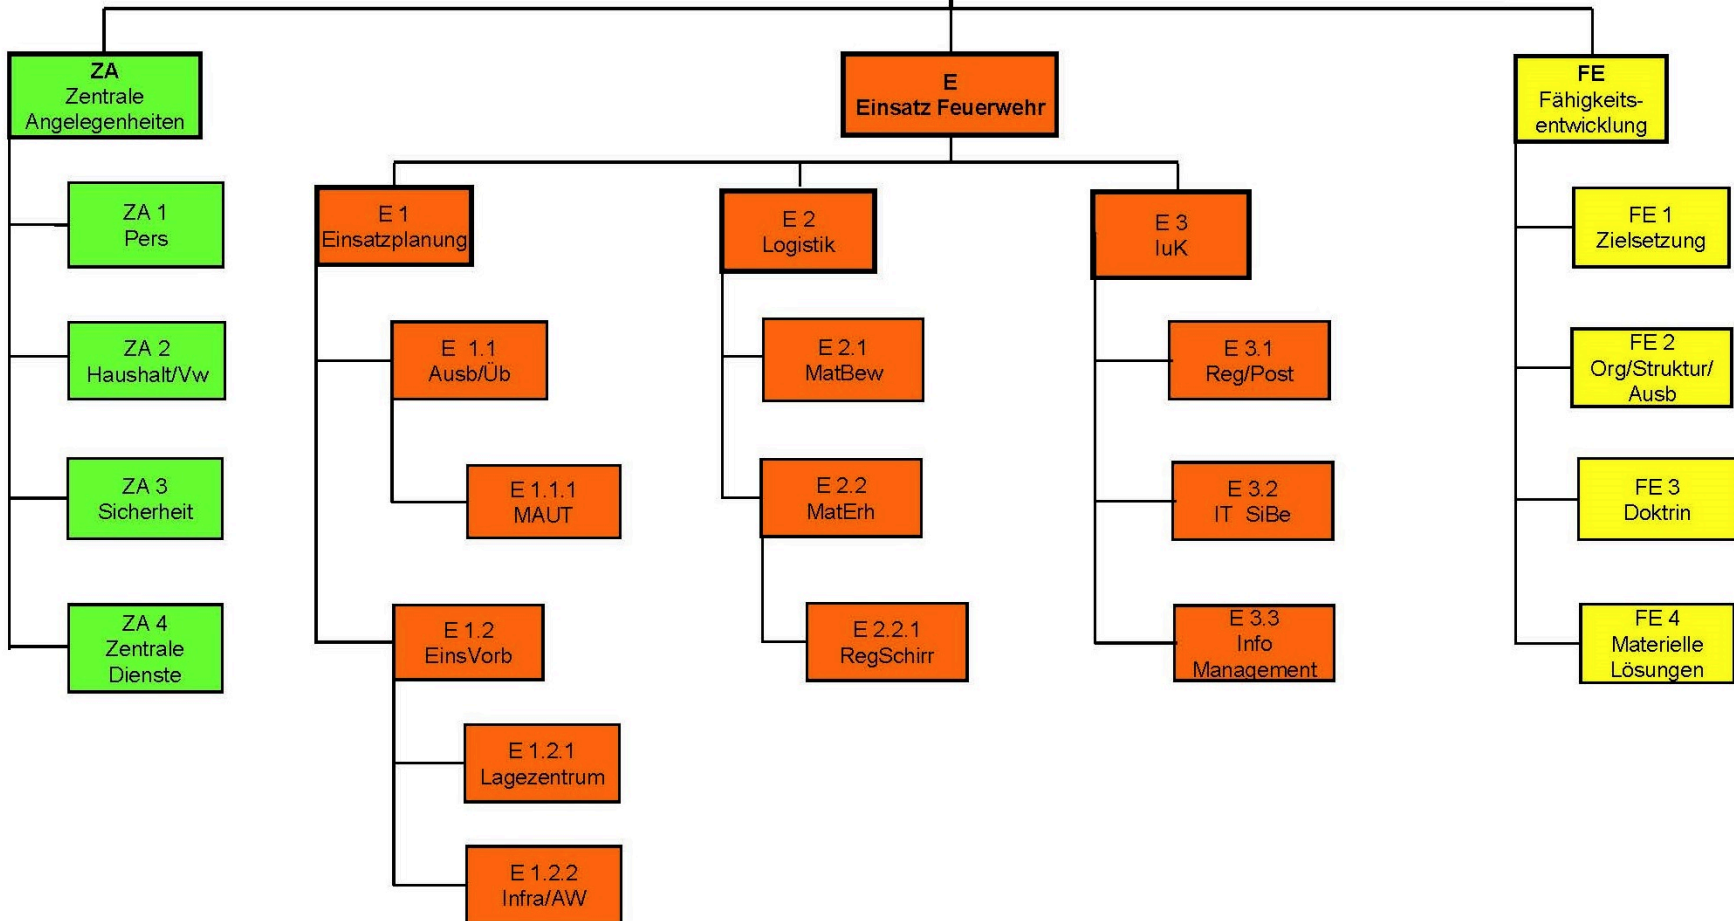 ZA
Zentrale
Angelegenheiten
ZA 1
Pers
ZA 2
Haushalt/Vw
ZA 3
Sicherheit
ZA 4
Zentrale
Dienste
E
Einsatz Feuerwehr
E 1
Einsatzplanung
E 1.1
Ausb/Üb
E 1.1.1
MAUT
E 1.2
EinsVorb
E 1.2.1
Lagezentrum
E 1.2.2
Infra/AW
E 2
Logistik
E 2.1
MatBew
E 2.2
MatErh
E 2.2.1
RegSchirr
E 3
IuK
E 3.1
Reg/Post
E 3.2
IT SiBe
E 3.3
Info
Management
FE
Fähigkeits-
entwicklung
FE 1
Zielsetzung
FE 2
Org/Struktur/
Ausb
FE 3
Doktrin
FE 4
Materielle
Lösungen